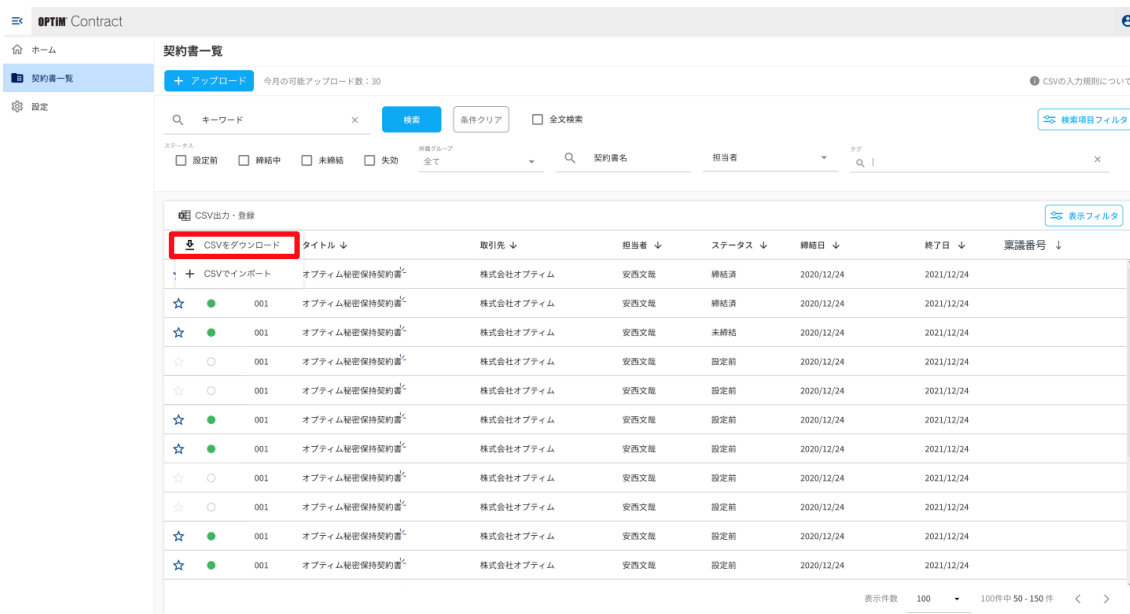 OPTiM Contract
ホーム
契約書一覧
設定
契約書一覧
+ アップロード 今月の可能アップロード数：30
CSVの入力規則について
キーワード × 検索 条件クリア 全文検索 検索項目フィルタ
ステータス 所属グループ タグ
設定前 締結中 未締結 失効 全て 契約書名 担当者 ×
CSV出力・登録 表示フィルタ
CSVをダウンロード タイトル ↓ 取引先 ↓ 担当者 ↓ ステータス ↓ 締結日 ↓ 終了日 ↓ 稟議番号 ↓
+ CSVでインポート オプティム秘密保持契約書 株式会社オプティム 安西文哉 締結済 2020/12/24 2021/12/24
001 オプティム秘密保持契約書 株式会社オプティム 安西文哉 締結済 2020/12/24 2021/12/24
001 オプティム秘密保持契約書 株式会社オプティム 安西文哉 未締結 2020/12/24 2021/12/24
001 オプティム秘密保持契約書 株式会社オプティム 安西文哉 設定前 2020/12/24 2021/12/24
001 オプティム秘密保持契約書 株式会社オプティム 安西文哉 設定前 2020/12/24 2021/12/24
001 オプティム秘密保持契約書 株式会社オプティム 安西文哉 設定前 2020/12/24 2021/12/24
001 オプティム秘密保持契約書 株式会社オプティム 安西文哉 設定前 2020/12/24 2021/12/24
001 オプティム秘密保持契約書 株式会社オプティム 安西文哉 設定前 2020/12/24 2021/12/24
001 オプティム秘密保持契約書 株式会社オプティム 安西文哉 設定前 2020/12/24 2021/12/24
001 オプティム秘密保持契約書 株式会社オプティム 安西文哉 設定前 2020/12/24 2021/12/24
001 オプティム秘密保持契約書 株式会社オプティム 安西文哉 設定前 2020/12/24 2021/12/24
表示件数 100 100件中 50 - 150 件